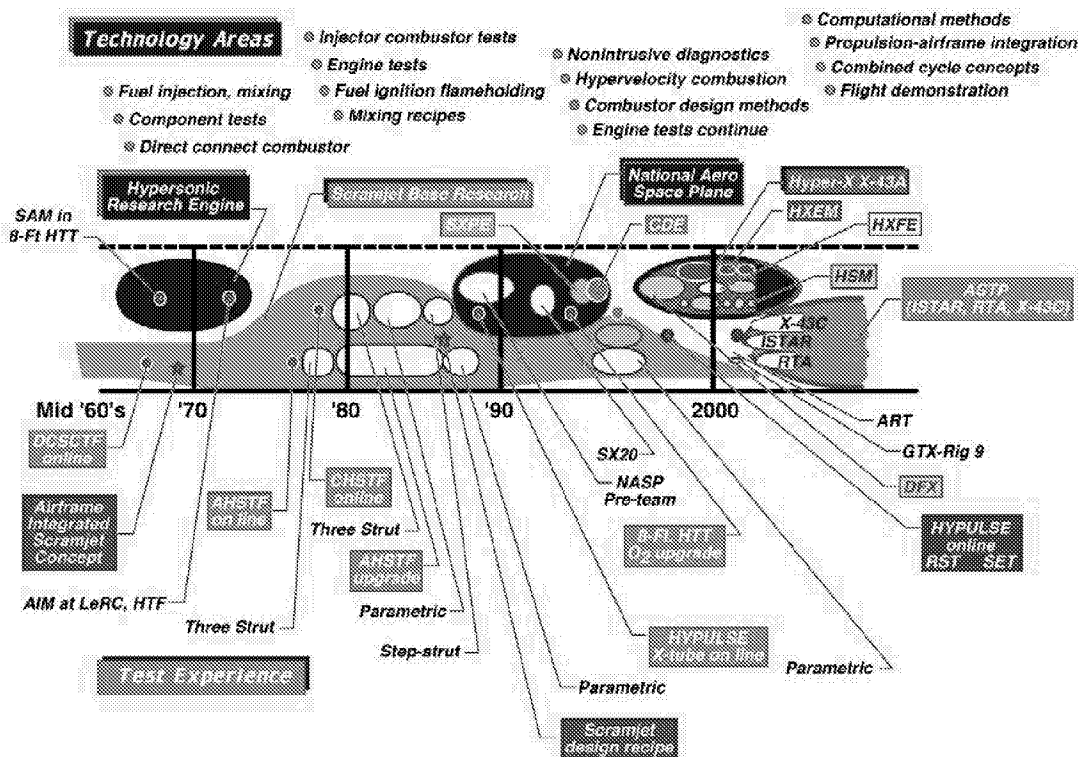 Technology Areas
Fuel injection, mixing
Component tests
Direct connect combustor
Injector combustor tests
Engine tests
Fuel ignition flameholding
Mixing recipes
Nonintrusive diagnostics
Hypervelocity combustion
Combustor design methods
Engine tests continue
Computational methods
Propulsion-airframe integration
Combined cycle concepts
Flight demonstration
SAM in
8-Ft HTT
Hypersonic
Research Engine
Scramjet Base Research
SXPE
National Aero
Space Plane
CDE
Hyper-X X-43A
HXEM
HXFE
HSM
ASTP
(ISTAR, RTA, X-43C)
X-43C
ISTAR
RTA
Mid '60's
'70
'80
'90
2000
DCSCTF
online
Airframe
Integrated
Scramjet
Concept
AIM at LeRC, HTF
AHSTF
on line
Three Strut
CHSTF
online
Three Strut
AHSTF
upgrade
Parametric
Step-strut
Parametric
Scramjet
design recipe
SX20
NASP
Pre-team
8-Ft. HTT
O2 upgrade
HYPULSE
X-tube on line
Parametric
ART
GTX-Rig 9
DFX
HYPULSE
online
RST SET
Test Experience